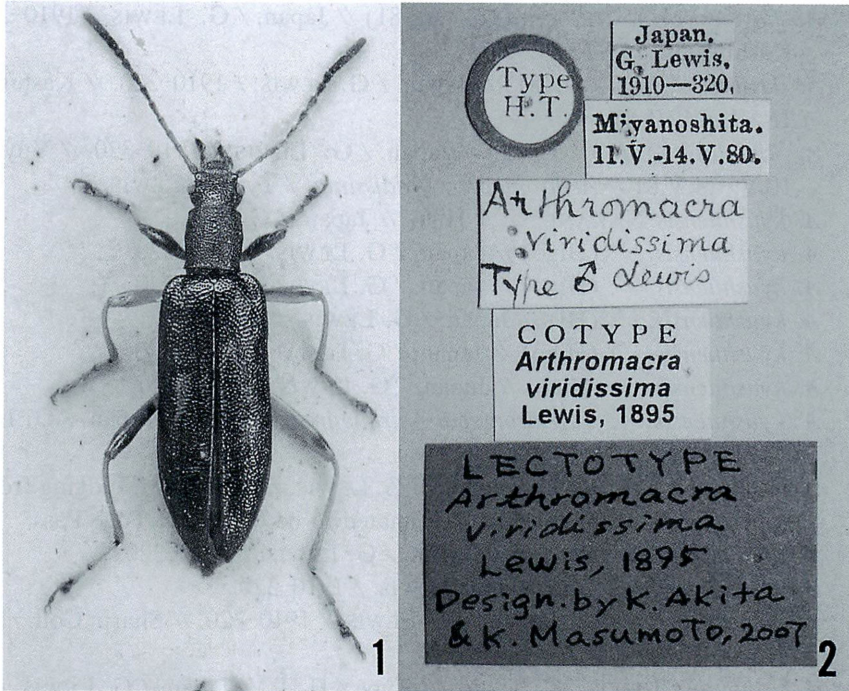 Type
H. T.
Japan.
G. Lewis.
1910—320.
Miyanoshita.
11.V.-14.V.80.
Arthromacra
viridissima
Type ♂ Lewis
COTYPE
Arthromacra
viridissima
Lewis, 1895
LECTOTYPE
Arthromacra
viridissima
Lewis, 1895
Design. by K. Akita
& K. Masumoto, 2007
1
2